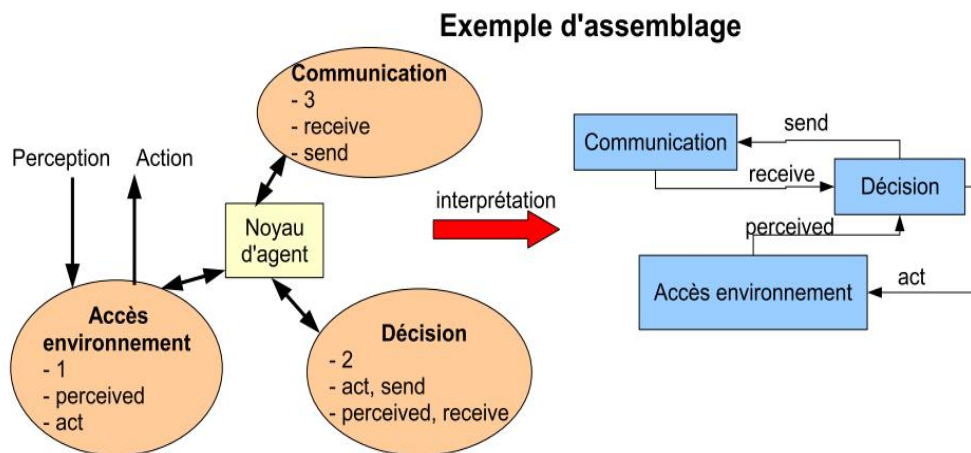 Exemple d'assemblage
Communication
- 3
- receive
- send
Perception
Action
Noyau
d'agent
Accès
environnement
- 1
- perceived
- act
Décision
- 2
- act, send
- perceived, receive
interprétation
Communication
send
receive
Décision
perceived
Accès environnement
act